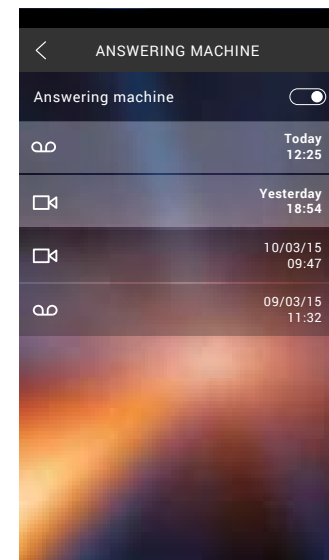 ANSWERING MACHINE
Answering machine
Today
12:25
Yesterday
18:54
10/03/15
09:47
09/03/15
11:32